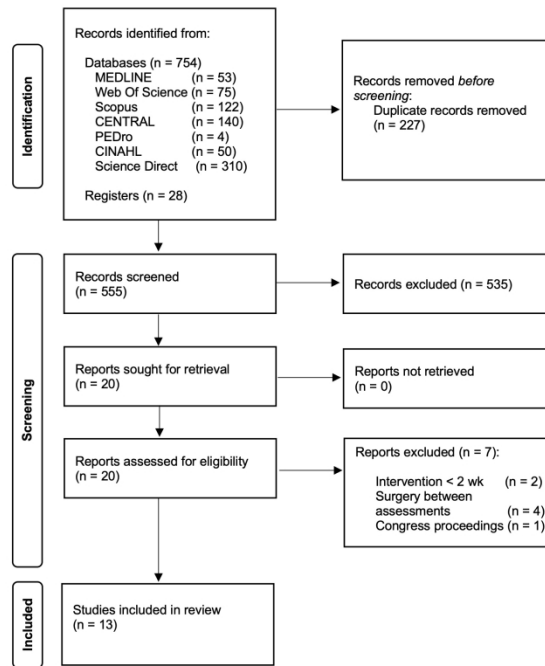 Identification
Records identified from:
Databases (n = 754)
MEDLINE (n = 53)
Web Of Science (n = 75)
Scopus (n = 122)
CENTRAL (n = 140)
PEDro (n = 4)
CINAHL (n = 50)
Science Direct (n = 310)
Registers (n = 28)
Records removed before
screening:
Duplicate records removed
(n = 227)
Screening
Records screened
(n = 555)
Records excluded (n = 535)
Reports sought for retrieval
(n = 20)
Reports not retrieved
(n = 0)
Reports assessed for eligibility
(n = 20)
Reports excluded (n = 7):
Intervention < 2 wk (n = 2)
Surgery between
assessments (n = 4)
Congress proceedings (n = 1)
Included
Studies included in review
(n = 13)